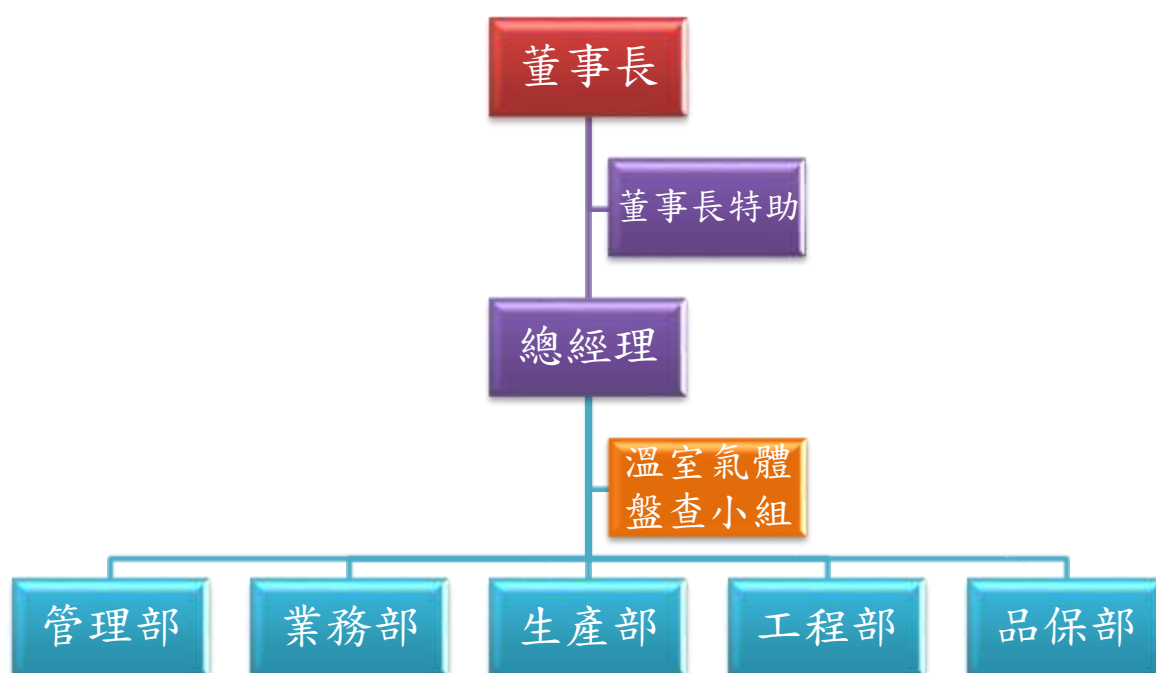 董事長
董事長特助
總經理
溫室氣體
盤查小組
管理部
業務部
生產部
工程部
品保部